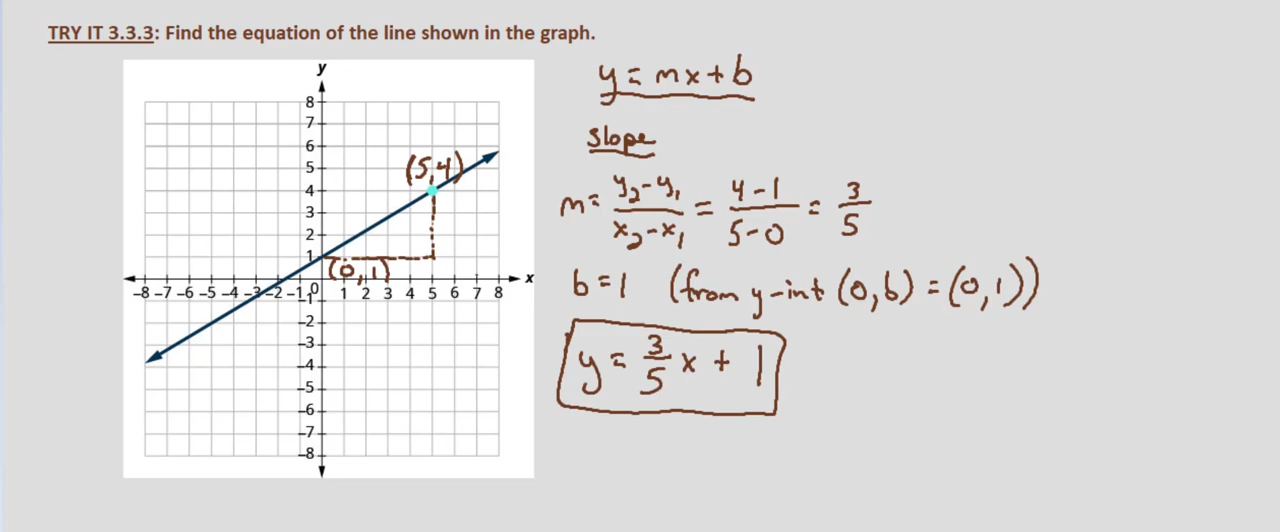 TRY IT 3.3.3: Find the equation of the line shown in the graph.
y = mx + b
Slope
m = y₂-y₁ / x₂-x₁ = 4-1 / 5-0 = 3/5
b = 1 (from y-int (0,b) = (0,1))
y = 3/5 x + 1
y
8
7
6
5
(5,4)
4
3
2
1
(0,1)
x
-8 -7 -6 -5 -4 -3 -2 -1 0 1 2 3 4 5 6 7 8
-1
-2
-3
-4
-5
-6
-7
-8